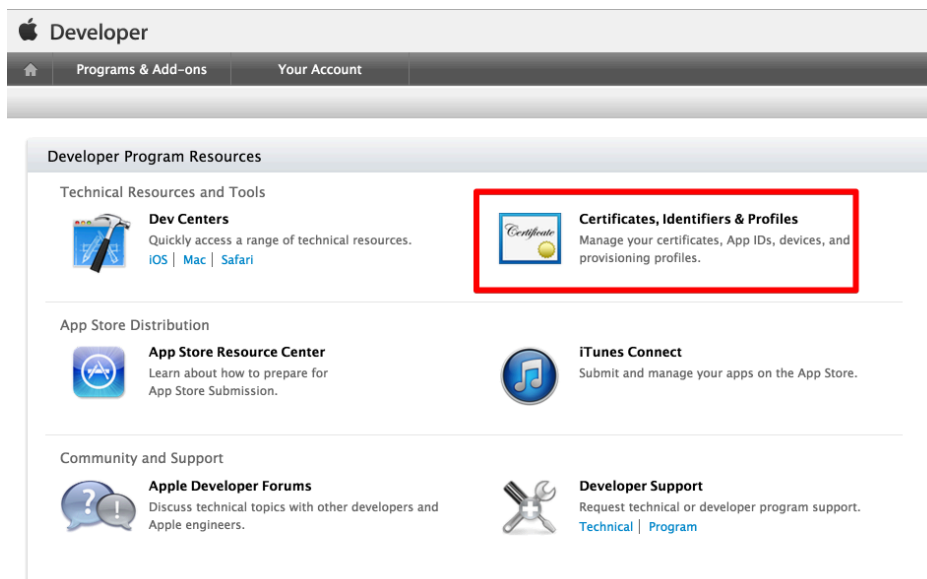 Developer
Programs & Add-ons Your Account
Developer Program Resources
Technical Resources and Tools
Dev Centers
Quickly access a range of technical resources.
iOS | Mac | Safari
Certificate
Certificates, Identifiers & Profiles
Manage your certificates, App IDs, devices, and
provisioning profiles.
App Store Distribution
App Store Resource Center
Learn about how to prepare for
App Store Submission.
iTunes Connect
Submit and manage your apps on the App Store.
Community and Support
Apple Developer Forums
Discuss technical topics with other developers and
Apple engineers.
Developer Support
Request technical or developer program support.
Technical | Program